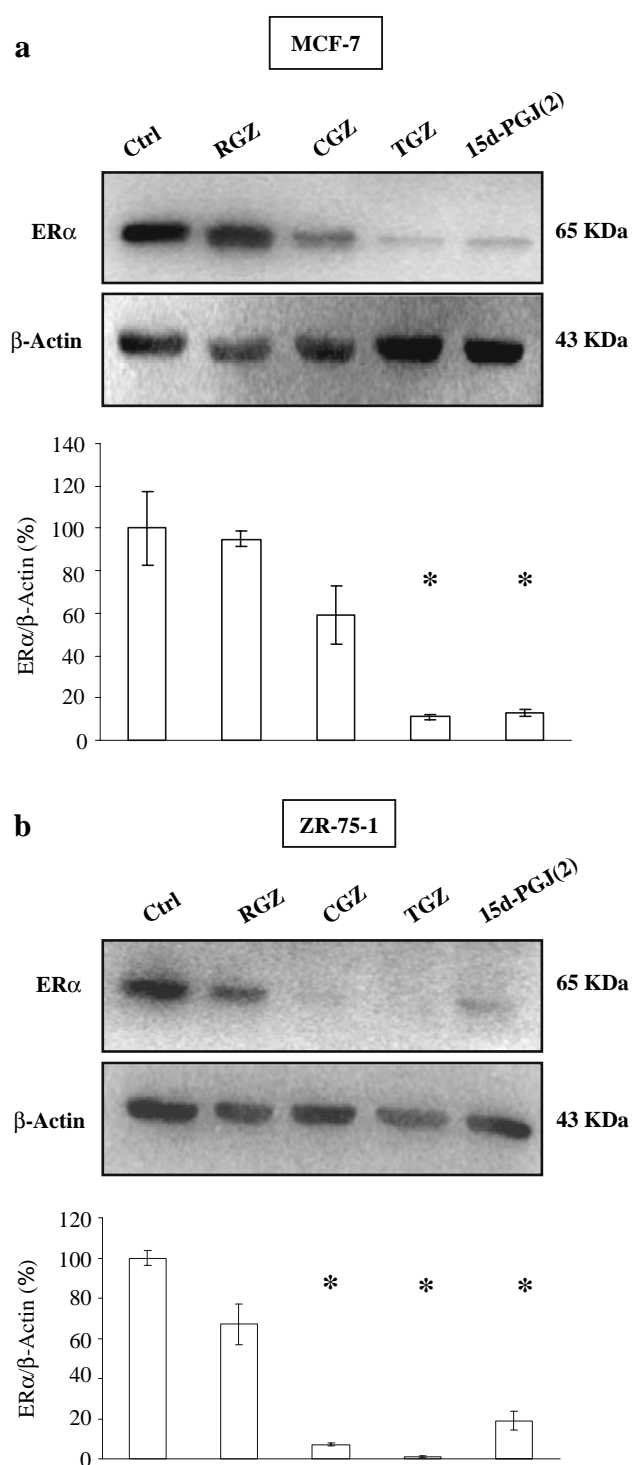 a
MCF-7
Ctrl RGZ CGZ TGZ 15d-PGJ(2)
ERα 65 KDa
β-Actin 43 KDa
ERα/β-Actin (%)
140
120
100
80
60
40
20
0
* *
b
ZR-75-1
Ctrl RGZ CGZ TGZ 15d-PGJ(2)
ERα 65 KDa
β-Actin 43 KDa
ERα/β-Actin (%)
120
100
80
60
40
20
0
* * *